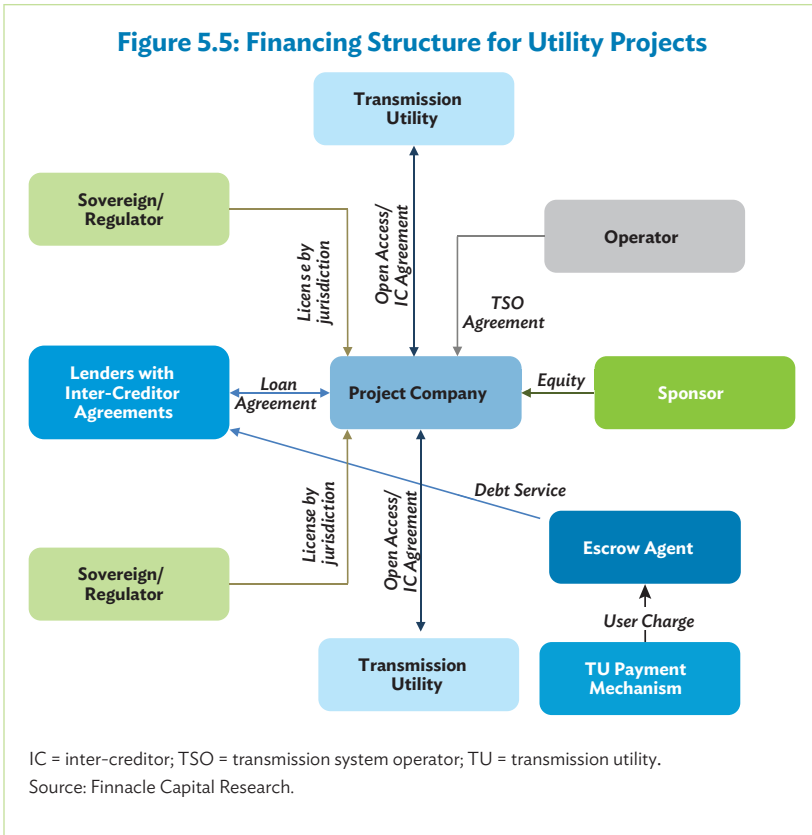 Figure 5.5: Financing Structure for Utility Projects
Transmission
Utility
Sovereign/
Regulator
Operator
License by
jurisdiction
Open Access/
IC Agreement
TSO
Agreement
Lenders with
Inter-Creditor
Agreements
Loan
Agreement
Project Company
Equity
Sponsor
License by
jurisdiction
Open Access/
IC Agreement
Debt Service
Escrow Agent
Sovereign/
Regulator
User Charge
Transmission
Utility
TU Payment
Mechanism
IC = inter-creditor; TSO = transmission system operator; TU = transmission utility.
Source: Finnacle Capital Research.